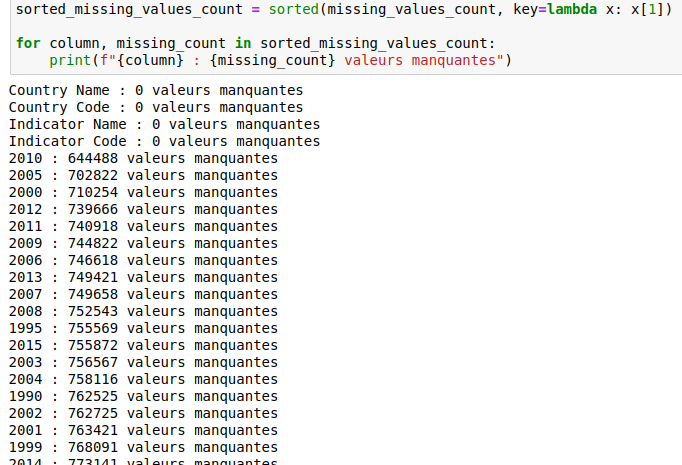 sorted_missing_values_count = sorted(missing_values_count, key=lambda x: x[1])
for column, missing_count in sorted_missing_values_count:
    print(f"{column} : {missing_count} valeurs manquantes")
Country Name : 0 valeurs manquantes
Country Code : 0 valeurs manquantes
Indicator Name : 0 valeurs manquantes
Indicator Code : 0 valeurs manquantes
2010 : 644488 valeurs manquantes
2005 : 702822 valeurs manquantes
2000 : 710254 valeurs manquantes
2012 : 739666 valeurs manquantes
2011 : 740918 valeurs manquantes
2009 : 744822 valeurs manquantes
2006 : 746618 valeurs manquantes
2013 : 749421 valeurs manquantes
2007 : 749658 valeurs manquantes
2008 : 752543 valeurs manquantes
1995 : 755569 valeurs manquantes
2015 : 755872 valeurs manquantes
2003 : 756567 valeurs manquantes
2004 : 758116 valeurs manquantes
1990 : 762525 valeurs manquantes
2002 : 762725 valeurs manquantes
2001 : 763421 valeurs manquantes
1999 : 768091 valeurs manquantes
2014 : 773141 valeurs manquantes